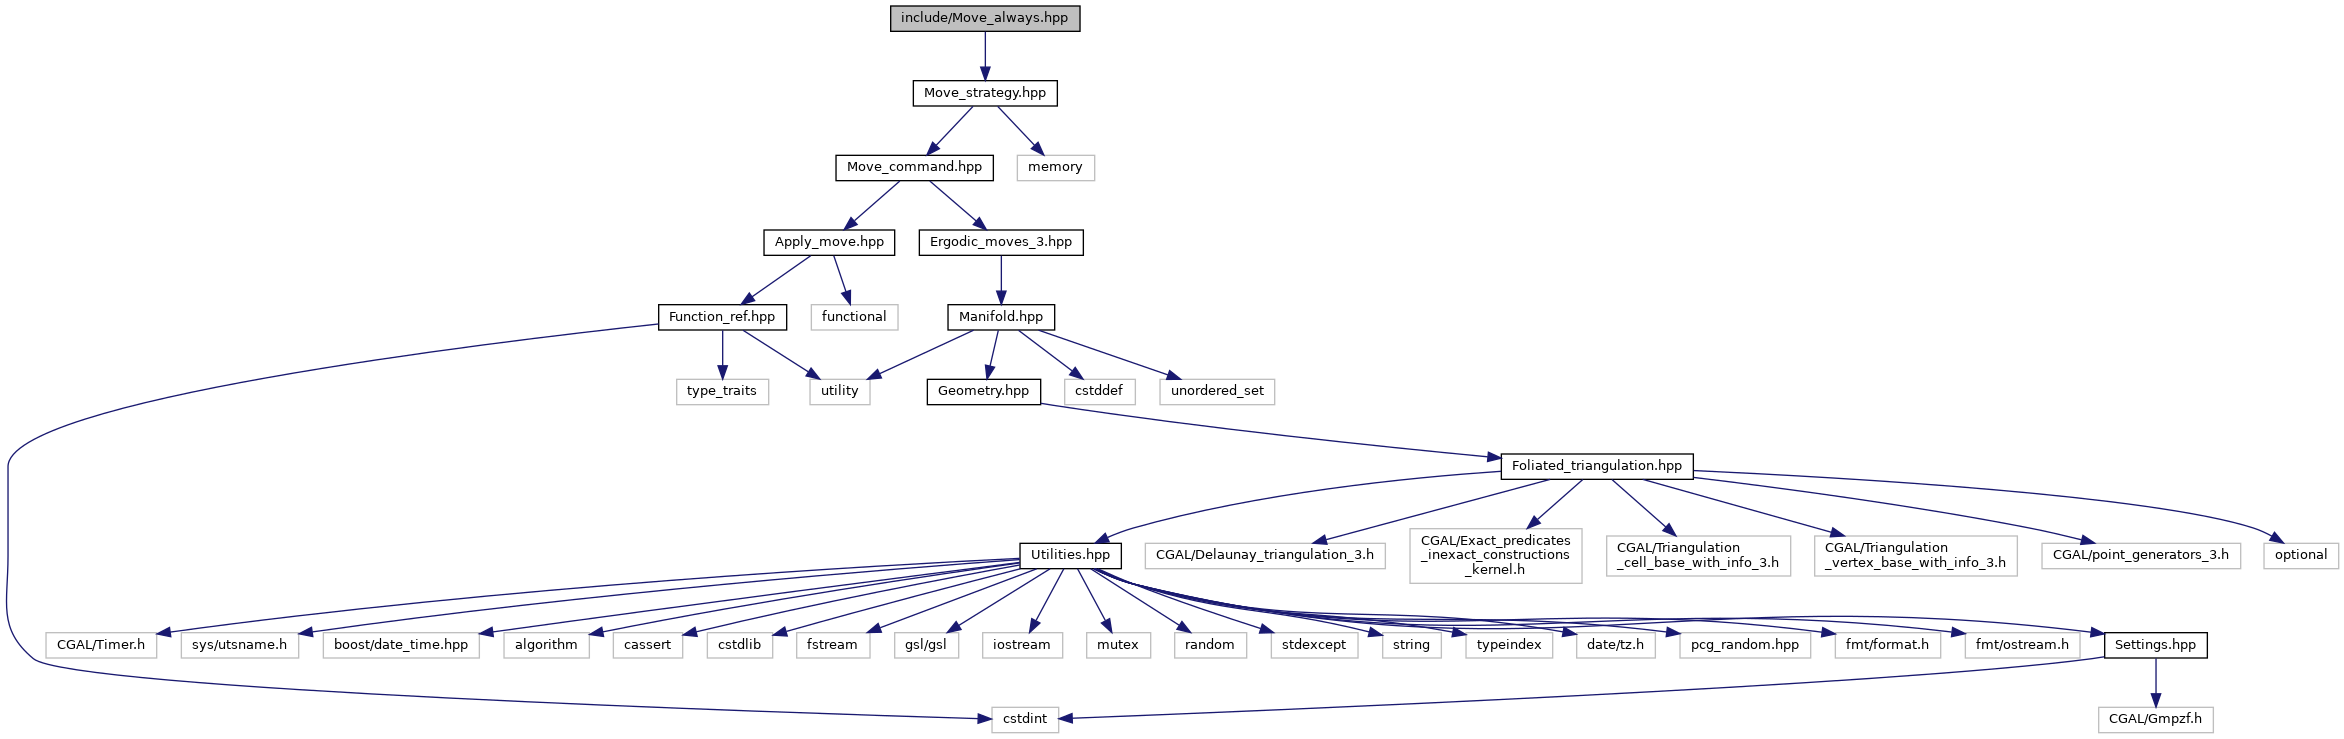 include/Move_always.hpp
Move_strategy.hpp
Move_command.hpp
memory
Apply_move.hpp
Ergodic_moves_3.hpp
Function_ref.hpp
functional
Manifold.hpp
type_traits
utility
Geometry.hpp
cstddef
unordered_set
Foliated_triangulation.hpp
Utilities.hpp
CGAL/Delaunay_triangulation_3.h
CGAL/Exact_predicates
_inexact_constructions
_kernel.h
CGAL/Triangulation
_cell_base_with_info_3.h
CGAL/Triangulation
_vertex_base_with_info_3.h
CGAL/point_generators_3.h
optional
CGAL/Timer.h
sys/utsname.h
boost/date_time.hpp
algorithm
cassert
cstdlib
fstream
gsl/gsl
iostream
mutex
random
stdexcept
string
typeindex
date/tz.h
pcg_random.hpp
fmt/format.h
fmt/ostream.h
Settings.hpp
cstdint
CGAL/Gmpzf.h